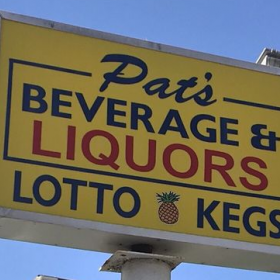 Pat's
BEVERAGE &
LIQUORS
LOTTO KEGS